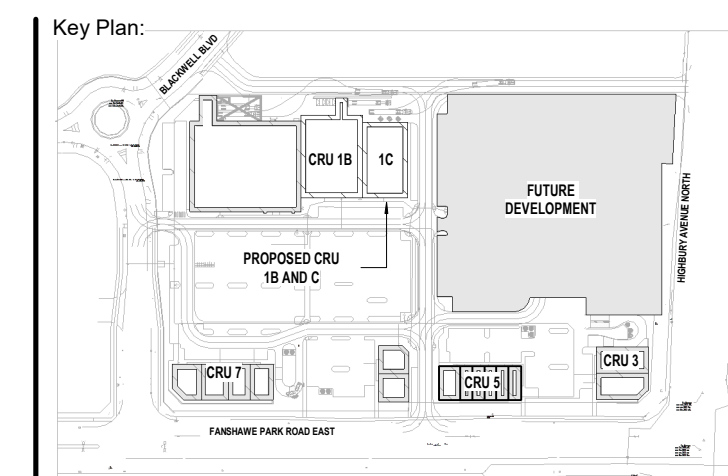 Key Plan:
BLACKWELL BLVD
CRU 1B
1C
FUTURE
DEVELOPMENT
HIGHBURY AVENUE NORTH
PROPOSED CRU
1B AND C
CRU 7
CRU 5
CRU 3
FANSHAWE PARK ROAD EAST